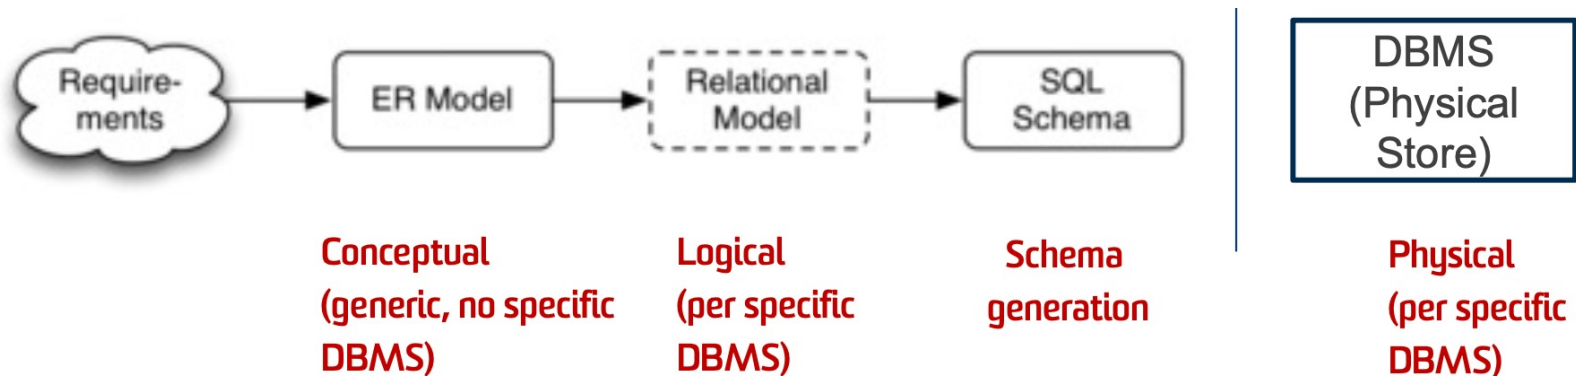 Require-
ments
ER Model
Relational
Model
SQL
Schema
DBMS
(Physical
Store)
Conceptual
(generic, no specific
DBMS)
Logical
(per specific
DBMS)
Schema
generation
Physical
(per specific
DBMS)